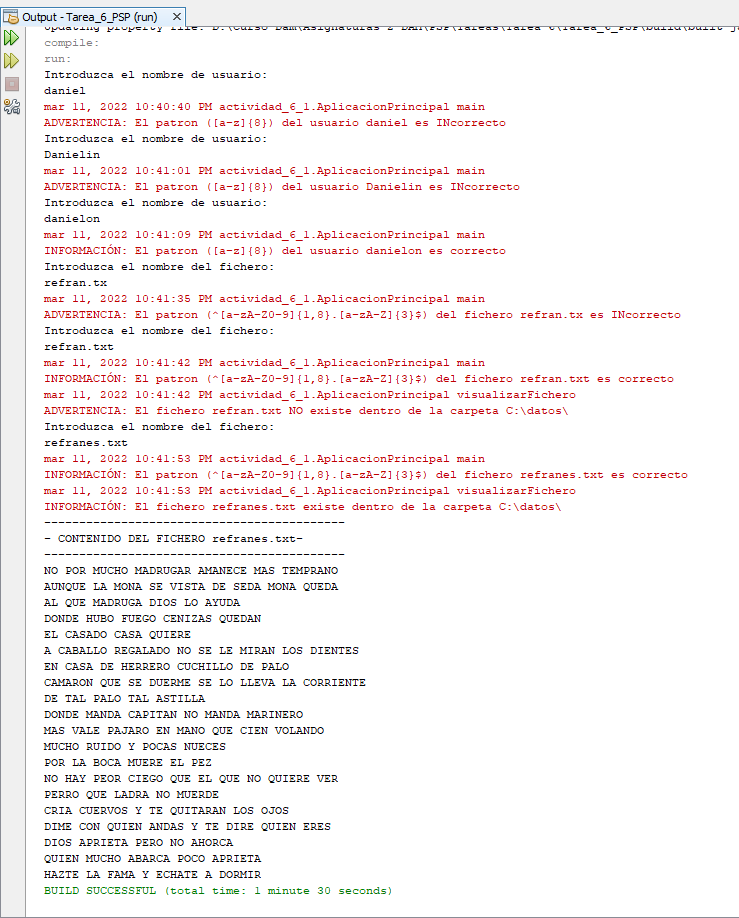 Output - Tarea_6_PSP (run)
compile:
run:
Introduzca el nombre de usuario:
daniel
mar 11, 2022 10:40:40 PM actividad_6_1.AplicacionPrincipal main
ADVERTENCIA: El patron ([a-z]{8}) del usuario daniel es INcorrecto
Introduzca el nombre de usuario:
Danielin
mar 11, 2022 10:41:01 PM actividad_6_1.AplicacionPrincipal main
ADVERTENCIA: El patron ([a-z]{8}) del usuario Danielin es INcorrecto
Introduzca el nombre de usuario:
danielon
mar 11, 2022 10:41:09 PM actividad_6_1.AplicacionPrincipal main
INFORMACIÓN: El patron ([a-z]{8}) del usuario danielon es correcto
Introduzca el nombre del fichero:
refran.tx
mar 11, 2022 10:41:35 PM actividad_6_1.AplicacionPrincipal main
ADVERTENCIA: El patron (^[a-zA-Z0-9]{1,8}.[a-zA-Z]{3}$) del fichero refran.tx es INcorrecto
Introduzca el nombre del fichero:
refran.txt
mar 11, 2022 10:41:42 PM actividad_6_1.AplicacionPrincipal main
INFORMACIÓN: El patron (^[a-zA-Z0-9]{1,8}.[a-zA-Z]{3}$) del fichero refran.txt es correcto
mar 11, 2022 10:41:42 PM actividad_6_1.AplicacionPrincipal visualizarFichero
ADVERTENCIA: El fichero refran.txt NO existe dentro de la carpeta C:\datos\
Introduzca el nombre del fichero:
refranes.txt
mar 11, 2022 10:41:53 PM actividad_6_1.AplicacionPrincipal main
INFORMACIÓN: El patron (^[a-zA-Z0-9]{1,8}.[a-zA-Z]{3}$) del fichero refranes.txt es correcto
mar 11, 2022 10:41:53 PM actividad_6_1.AplicacionPrincipal visualizarFichero
INFORMACIÓN: El fichero refranes.txt existe dentro de la carpeta C:\datos\
-------------------------------------------
- CONTENIDO DEL FICHERO refranes.txt-
-------------------------------------------
NO POR MUCHO MADRUGAR AMANECE MAS TEMPRANO
AUNQUE LA MONA SE VISTA DE SEDA MONA QUEDA
AL QUE MADRUGA DIOS LO AYUDA
DONDE HUBO FUEGO CENIZAS QUEDAN
EL CASADO CASA QUIERE
A CABALLO REGALADO NO SE LE MIRAN LOS DIENTES
EN CASA DE HERRERO CUCHILLO DE PALO
CAMARON QUE SE DUERME SE LO LLEVA LA CORRIENTE
DE TAL PALO TAL ASTILLA
DONDE MANDA CAPITAN NO MANDA MARINERO
MAS VALE PAJARO EN MANO QUE CIEN VOLANDO
MUCHO RUIDO Y POCAS NUECES
POR LA BOCA MUERE EL PEZ
NO HAY PEOR CIEGO QUE EL QUE NO QUIERE VER
PERRO QUE LADRA NO MUERDE
CRIA CUERVOS Y TE QUITARAN LOS OJOS
DIME CON QUIEN ANDAS Y TE DIRE QUIEN ERES
DIOS APRIETA PERO NO AHORCA
QUIEN MUCHO ABARCA POCO APRIETA
HAZTE LA FAMA Y ECHATE A DORMIR
BUILD SUCCESSFUL (total time: 1 minute 30 seconds)